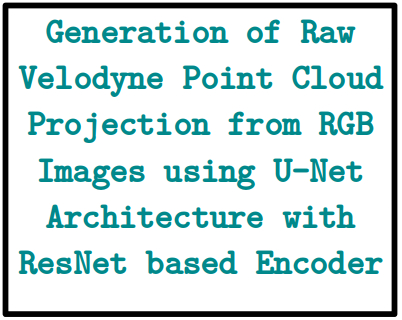 Generation of Raw
Velodyne Point Cloud
Projection from RGB
Images using U-Net
Architecture with
ResNet based Encoder